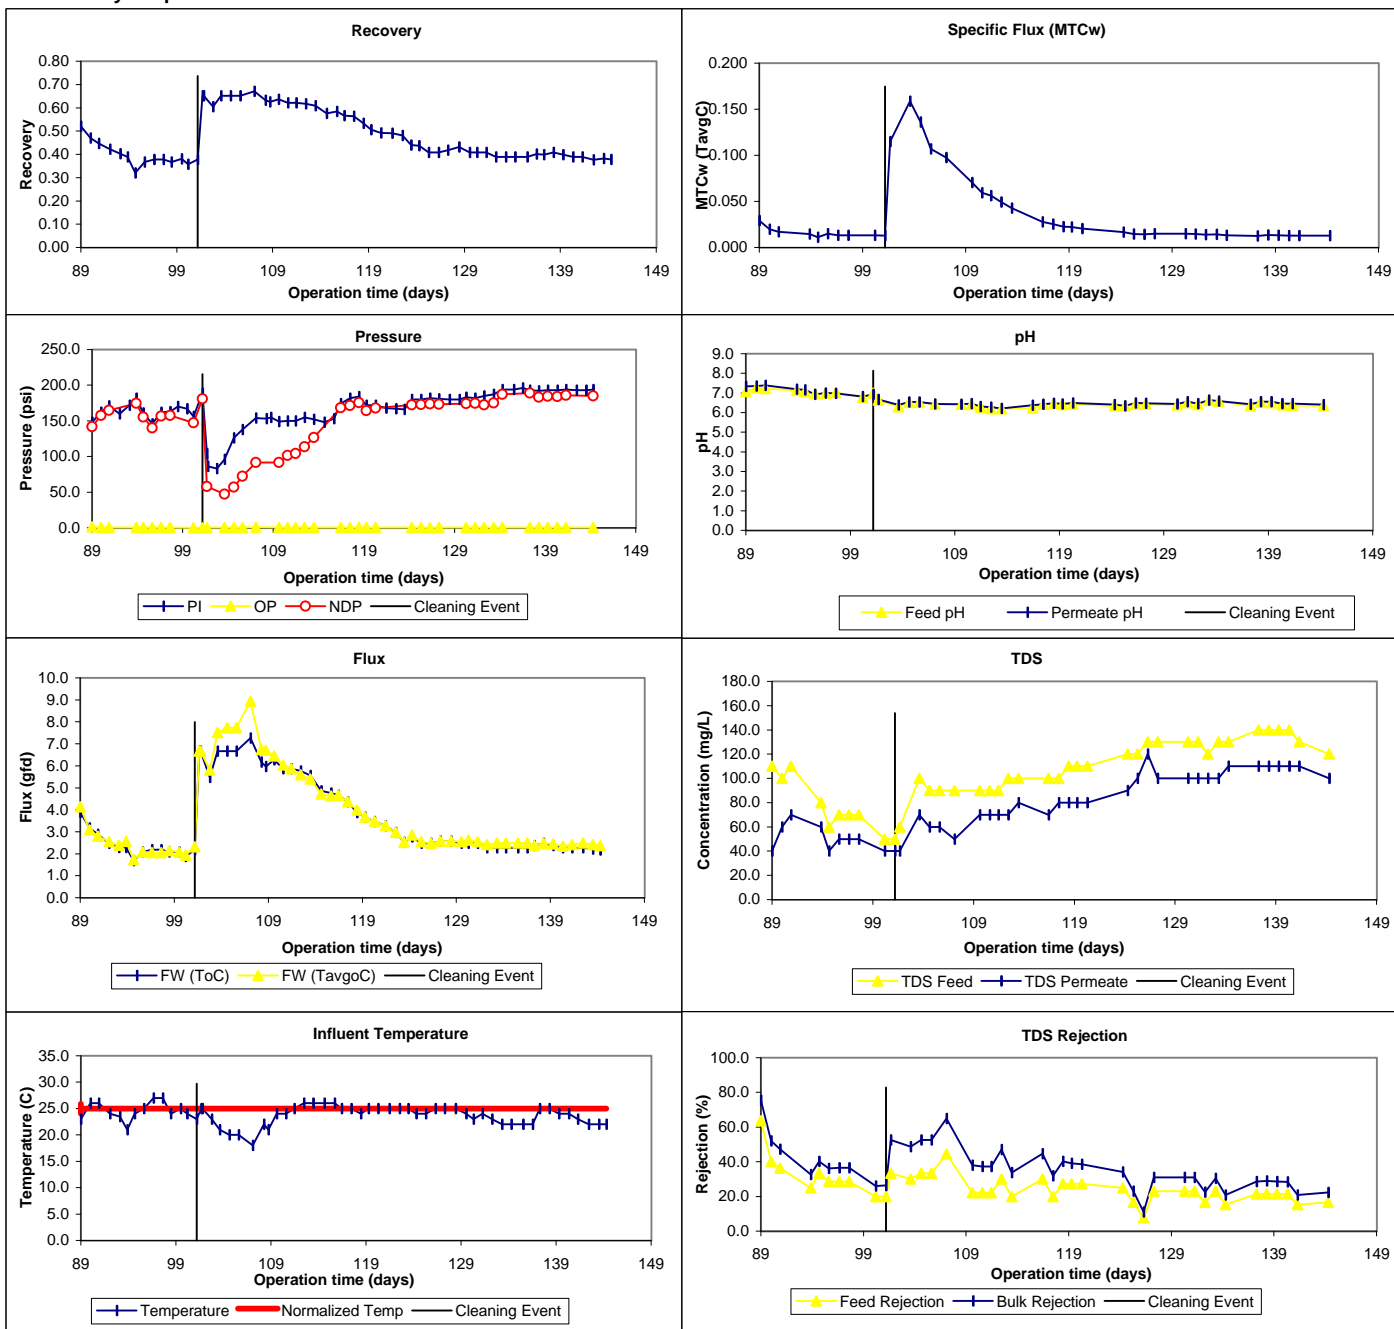 Recovery
0.80
0.70
0.60
0.50
0.40
0.30
0.20
0.10
0.00
Recovery
89 99 109 119 129 139 149
Operation time (days)
Specific Flux (MTCw)
0.200
0.150
0.100
0.050
0.000
MTCw (TavgC)
89 99 109 119 129 139 149
Operation time (days)
Pressure
250.0
200.0
150.0
100.0
50.0
0.0
Pressure (psi)
89 99 109 119 129 139 149
Operation time (days)
PI OP NDP Cleaning Event
pH
9.0
8.0
7.0
6.0
5.0
4.0
3.0
2.0
1.0
0.0
pH
89 99 109 119 129 139 149
Operation time (days)
Feed pH Permeate pH Cleaning Event
Flux
10.0
9.0
8.0
7.0
6.0
5.0
4.0
3.0
2.0
1.0
0.0
Flux (gfd)
89 99 109 119 129 139 149
Operation time (days)
FW (ToC) FW (TavgoC) Cleaning Event
TDS
180.0
160.0
140.0
120.0
100.0
80.0
60.0
40.0
20.0
0.0
Concentration (mg/L)
89 99 109 119 129 139 149
Operation time (days)
TDS Feed TDS Permeate Cleaning Event
Influent Temperature
35.0
30.0
25.0
20.0
15.0
10.0
5.0
0.0
Temperature (C)
89 99 109 119 129 139 149
Operation time (days)
Temperature Normalized Temp Cleaning Event
TDS Rejection
100.0
80.0
60.0
40.0
20.0
0.0
Rejection (%)
89 99 109 119 129 139 149
Operation time (days)
Feed Rejection Bulk Rejection Cleaning Event